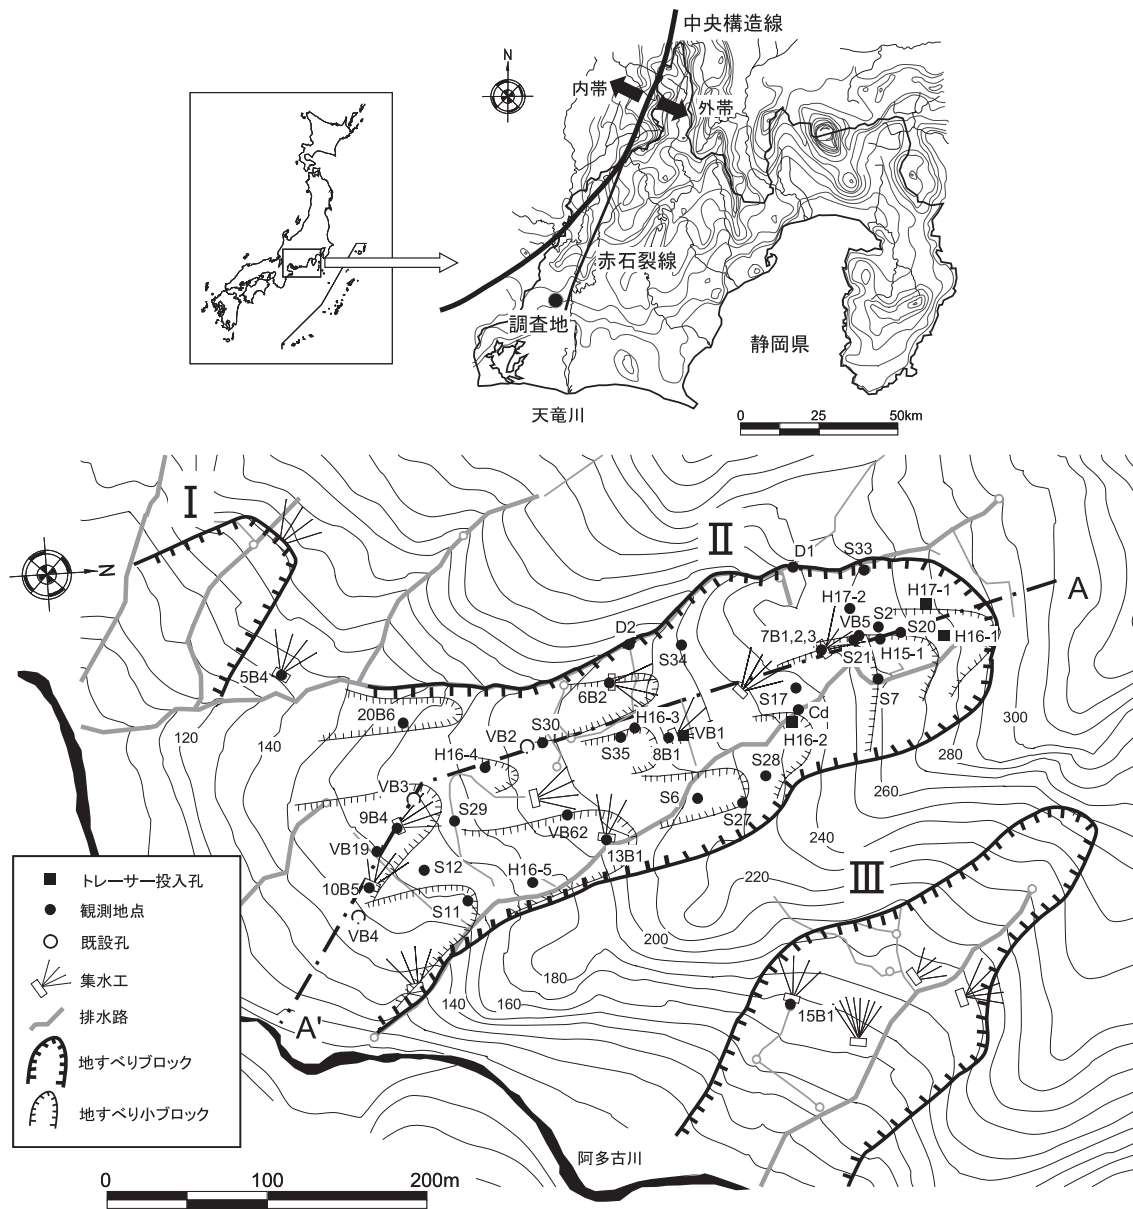 中央構造線
N
内帯
外帯
赤石裂線
調査地
静岡県
天竜川
0 25 50km
I
II
D1
S33
A
N
H17-1
H17-2
S2
VB5
S20
7B1,2,3
H16-1
D2
S21
H15-1
S34
5B4
6B2
S7
S17
300
20B6
Cd
120
140
S30
H16-3
VB2
H16-2
280
S35
8B1
VB1
H16-4
S28
260
VB37
S6
S27
9B4
S29
240
VB62
VB19
13B1
III
S12
H16-5
220
10B5
S11
200
VB4
180
140
160
15B1
A'
トレーサー投入孔
観測地点
既設孔
集水工
排水路
地すべりブロック
地すべり小ブロック
阿多古川
0 100 200m